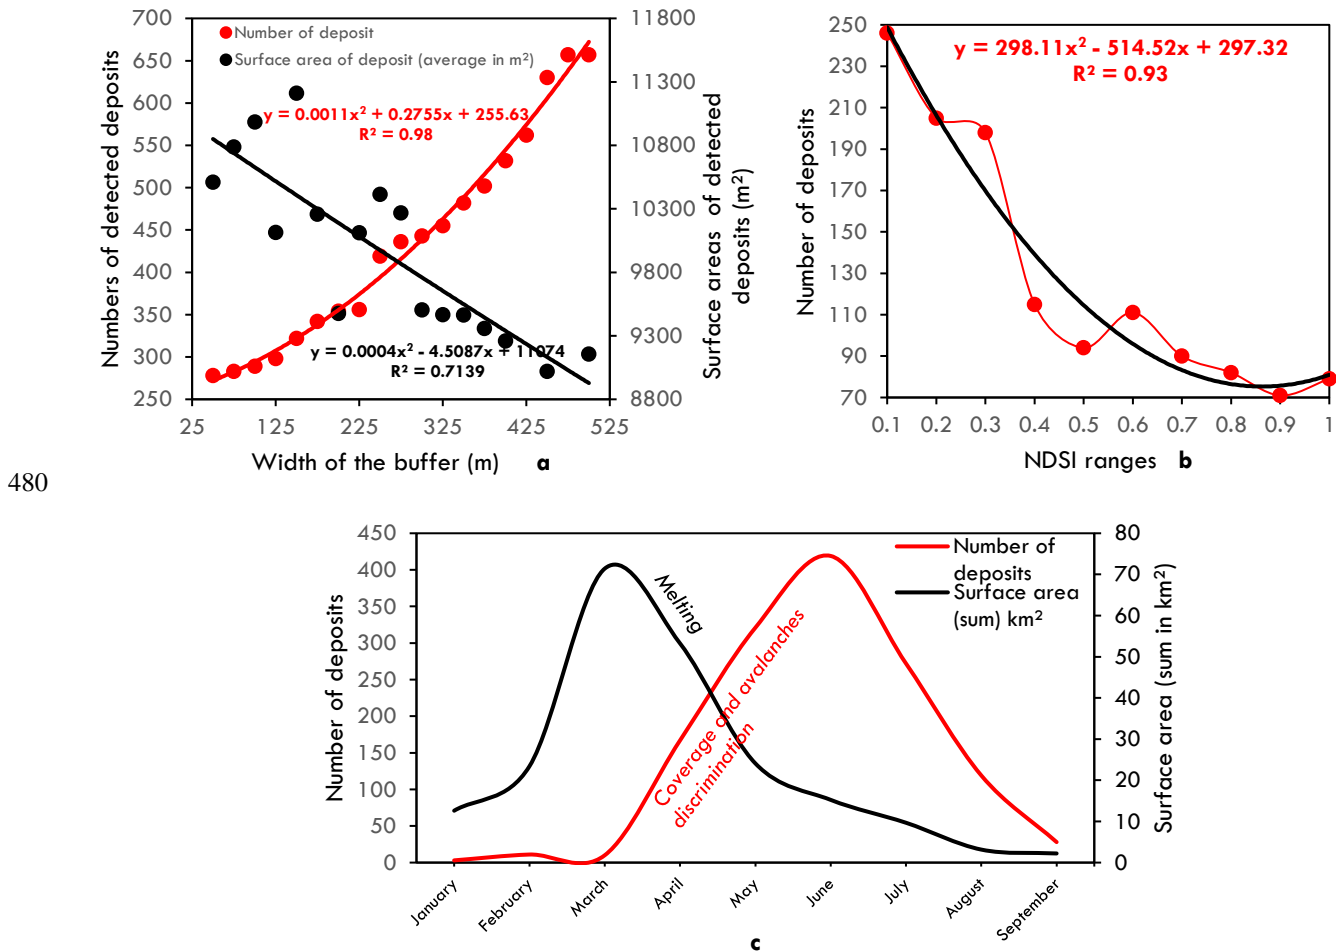 700
650
600
550
500
450
400
350
300
250
Numbers of detected deposits
Number of deposit
Surface area of deposit (average in m²)
y = 0.0011x² + 0.2755x + 255.63
R² = 0.98
y = 0.0004x² - 4.5087x + 11074
R² = 0.7139
11800
11300
10800
10300
9800
9300
8800
Surface areas of detected
deposits (m²)
25 125 225 325 425 525
Width of the buffer (m) a
250
230
210
190
170
150
130
110
90
70
Number of deposits
y = 298.11x² - 514.52x + 297.32
R² = 0.93
0.1 0.2 0.3 0.4 0.5 0.6 0.7 0.8 0.9 1
NDSI ranges b
480
450
400
350
300
250
200
150
100
50
0
Number of deposits
Number of
deposits
Surface area
(sum) km²
Melting
Coverage and avalanches
discrimination
80
70
60
50
40
30
20
10
0
Surface area (sum in km²)
January February March April May June July August September
c